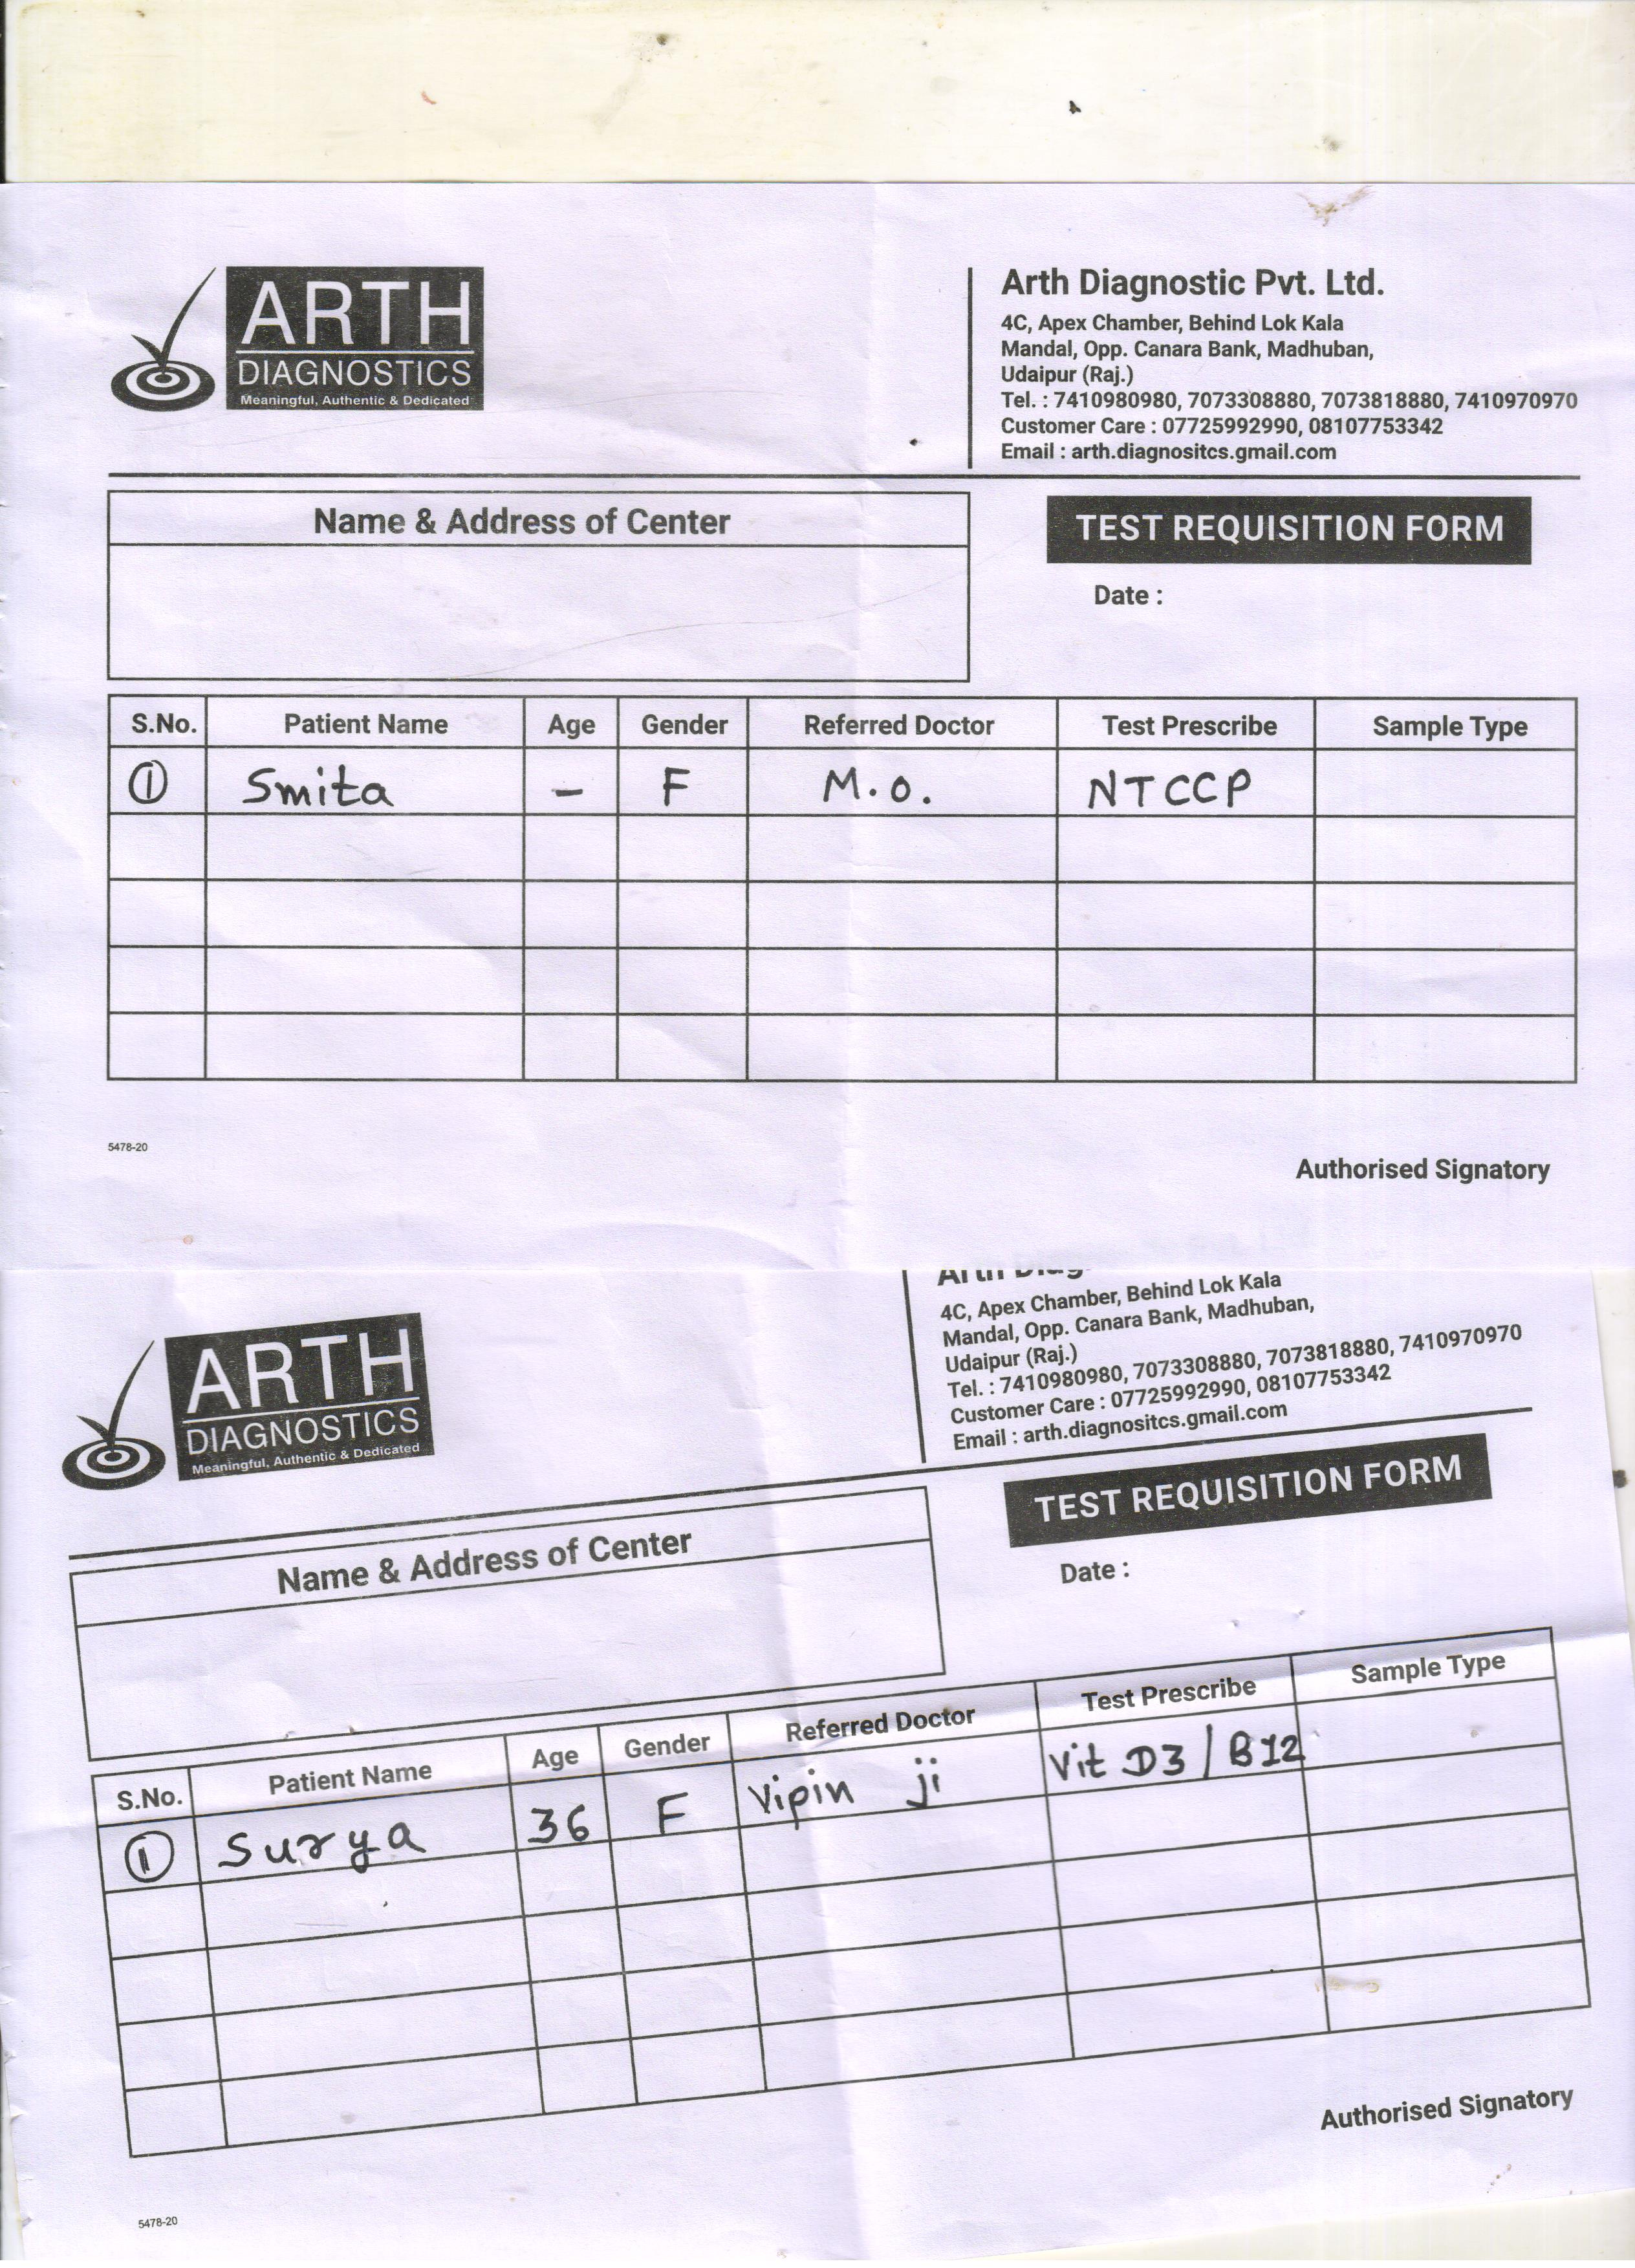 ARTH
DIAGNOSTICS
Meaningful, Authentic & Dedicated
Arth Diagnostic Pvt. Ltd.
4C, Apex Chamber, Behind Lok Kala
Mandal, Opp. Canara Bank, Madhuban,
Udaipur (Raj.)
Tel. : 7410980980, 7073308880, 7073818880, 7410970970
Customer Care : 07725992990, 08107753342
Email : arth.diagnositcs.gmail.com
Name & Address of Center
TEST REQUISITION FORM
Date :
S.No. Patient Name Age Gender Referred Doctor Test Prescribe Sample Type
1 Smita - F M.O. NTCCP
5478-20
Authorised Signatory
ARTH
DIAGNOSTICS
Meaningful, Authentic & Dedicated
Arth Diag
4C, Apex Chamber, Behind Lok Kala
Mandal, Opp. Canara Bank, Madhuban,
Udaipur (Raj.)
Tel. : 7410980980, 7073308880, 7073818880, 7410970970
Customer Care : 07725992990, 08107753342
Email : arth.diagnositcs.gmail.com
Name & Address of Center
TEST REQUISITION FORM
Date :
S.No. Patient Name Age Gender Referred Doctor Test Prescribe Sample Type
1 Surya 36 F Vipin ji Vit D3 / B12
Authorised Signatory
5478-20